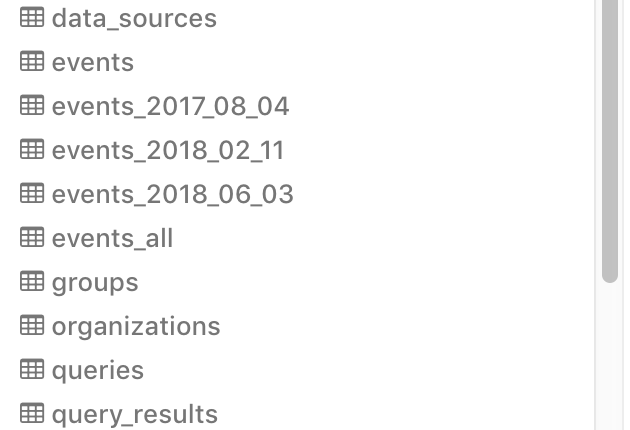 data_sources
events
events_2017_08_04
events_2018_02_11
events_2018_06_03
events_all
groups
organizations
queries
query_results